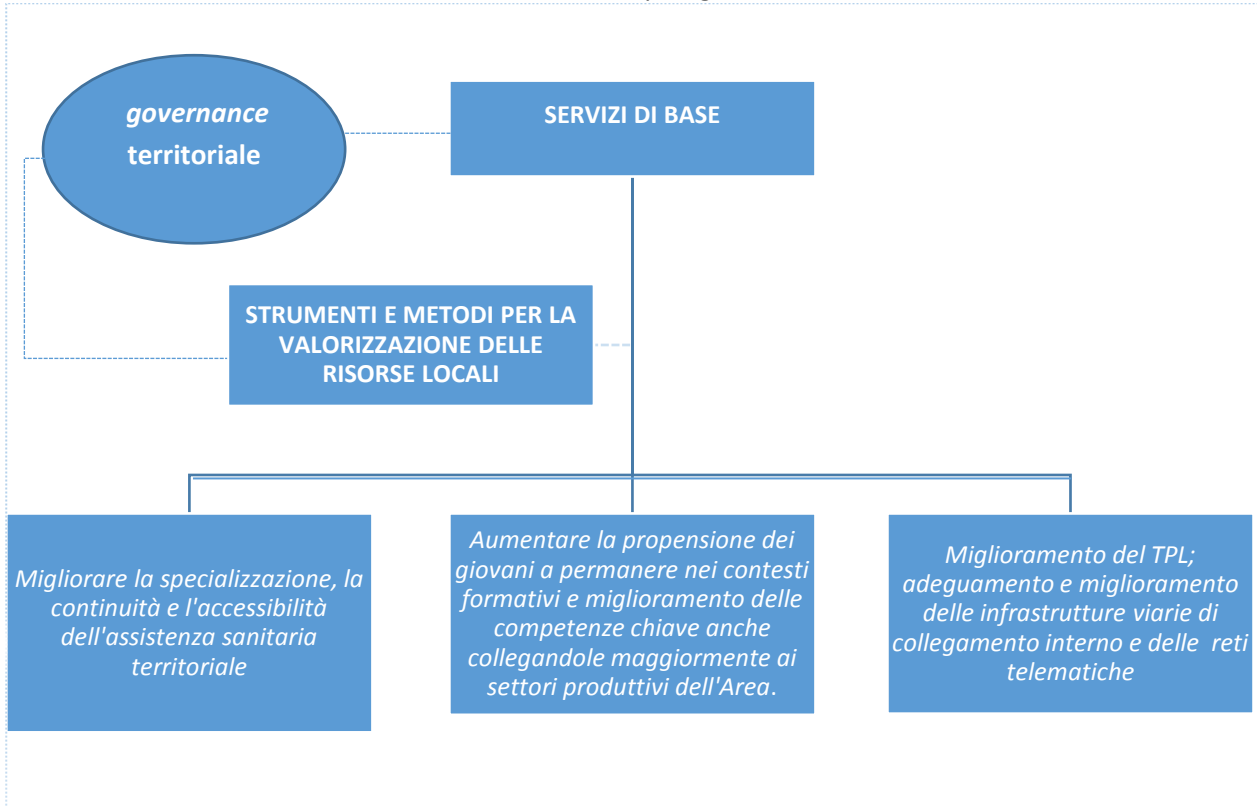 governance
territoriale
SERVIZI DI BASE
STRUMENTI E METODI PER LA
VALORIZZAZIONE DELLE
RISORSE LOCALI
Migliorare la specializzazione, la
continuità e l'accessibilità
dell'assistenza sanitaria
territoriale
Aumentare la propensione dei
giovani a permanere nei contesti
formativi e miglioramento delle
competenze chiave anche
collegandole maggiormente ai
settori produttivi dell'Area.
Miglioramento del TPL;
adeguamento e miglioramento
delle infrastrutture viarie di
collegamento interno e delle reti
telematiche